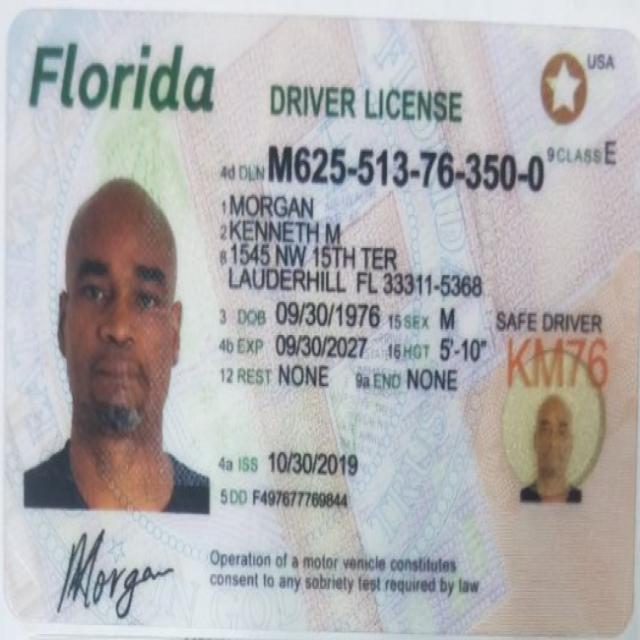 Florida
DRIVER LICENSE
USA
4d DLN M625-513-76-350-0
9 CLASS E
1 MORGAN
2 KENNETH M
8 1545 NW 15TH TER
LAUDERHILL FL 33311-5368
3 DOB 09/30/1976 15 SEX M
SAFE DRIVER
4b EXP 09/30/2027 16 HGT 5'-10"
KM76
12 REST NONE 9a END NONE
4a ISS 10/30/2019
5 DD F497677769844
Morgan
Operation of a motor vehicle constitutes
consent to any sobriety test required by law